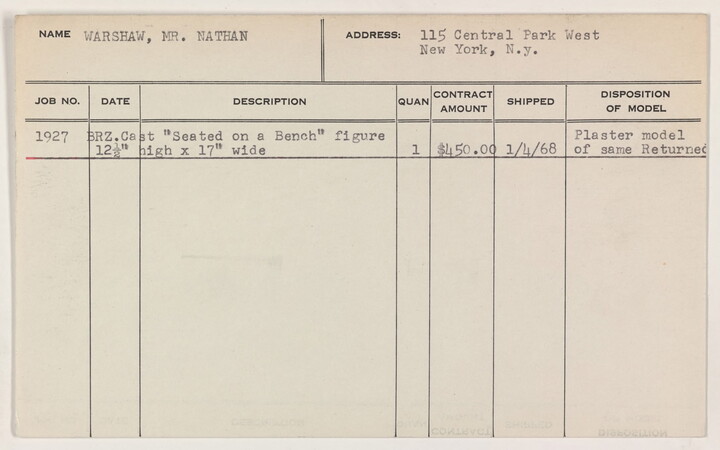 NAME WARSHAW, MR. NATHAN ADDRESS: 115 Central Park West
New York, N.y.
JOB NO. DATE DESCRIPTION QUAN CONTRACT AMOUNT SHIPPED DISPOSITION OF MODEL
1927 BRZ.Cast "Seated on a Bench" figure Plaster model
12½" high x 17" wide 1 $450.00 1/4/68 of same Returned